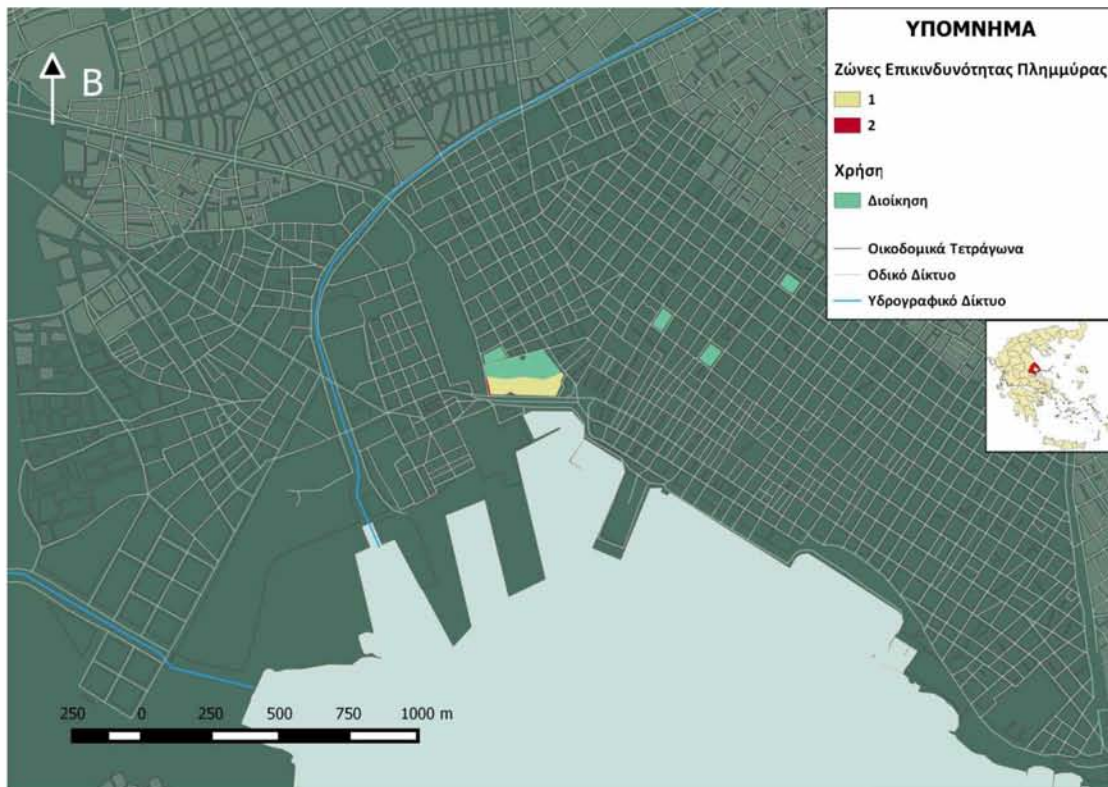 ΥΠΟΜΝΗΜΑ
Ζώνες Επικινδυνότητας Πλημμύρας
1
2
Χρήση
Διοίκηση
Οικοδομικά Τετράγωνα
Οδικό Δίκτυο
Υδρογραφικό Δίκτυο
Β
250 0 250 500 750 1000 m